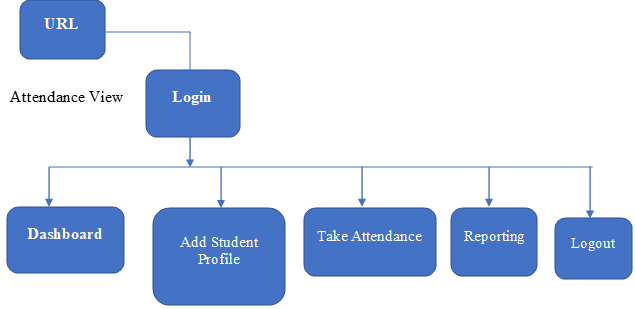 URL
Attendance View
Login
Dashboard
Add Student
Profile
Take Attendance
Reporting
Logout